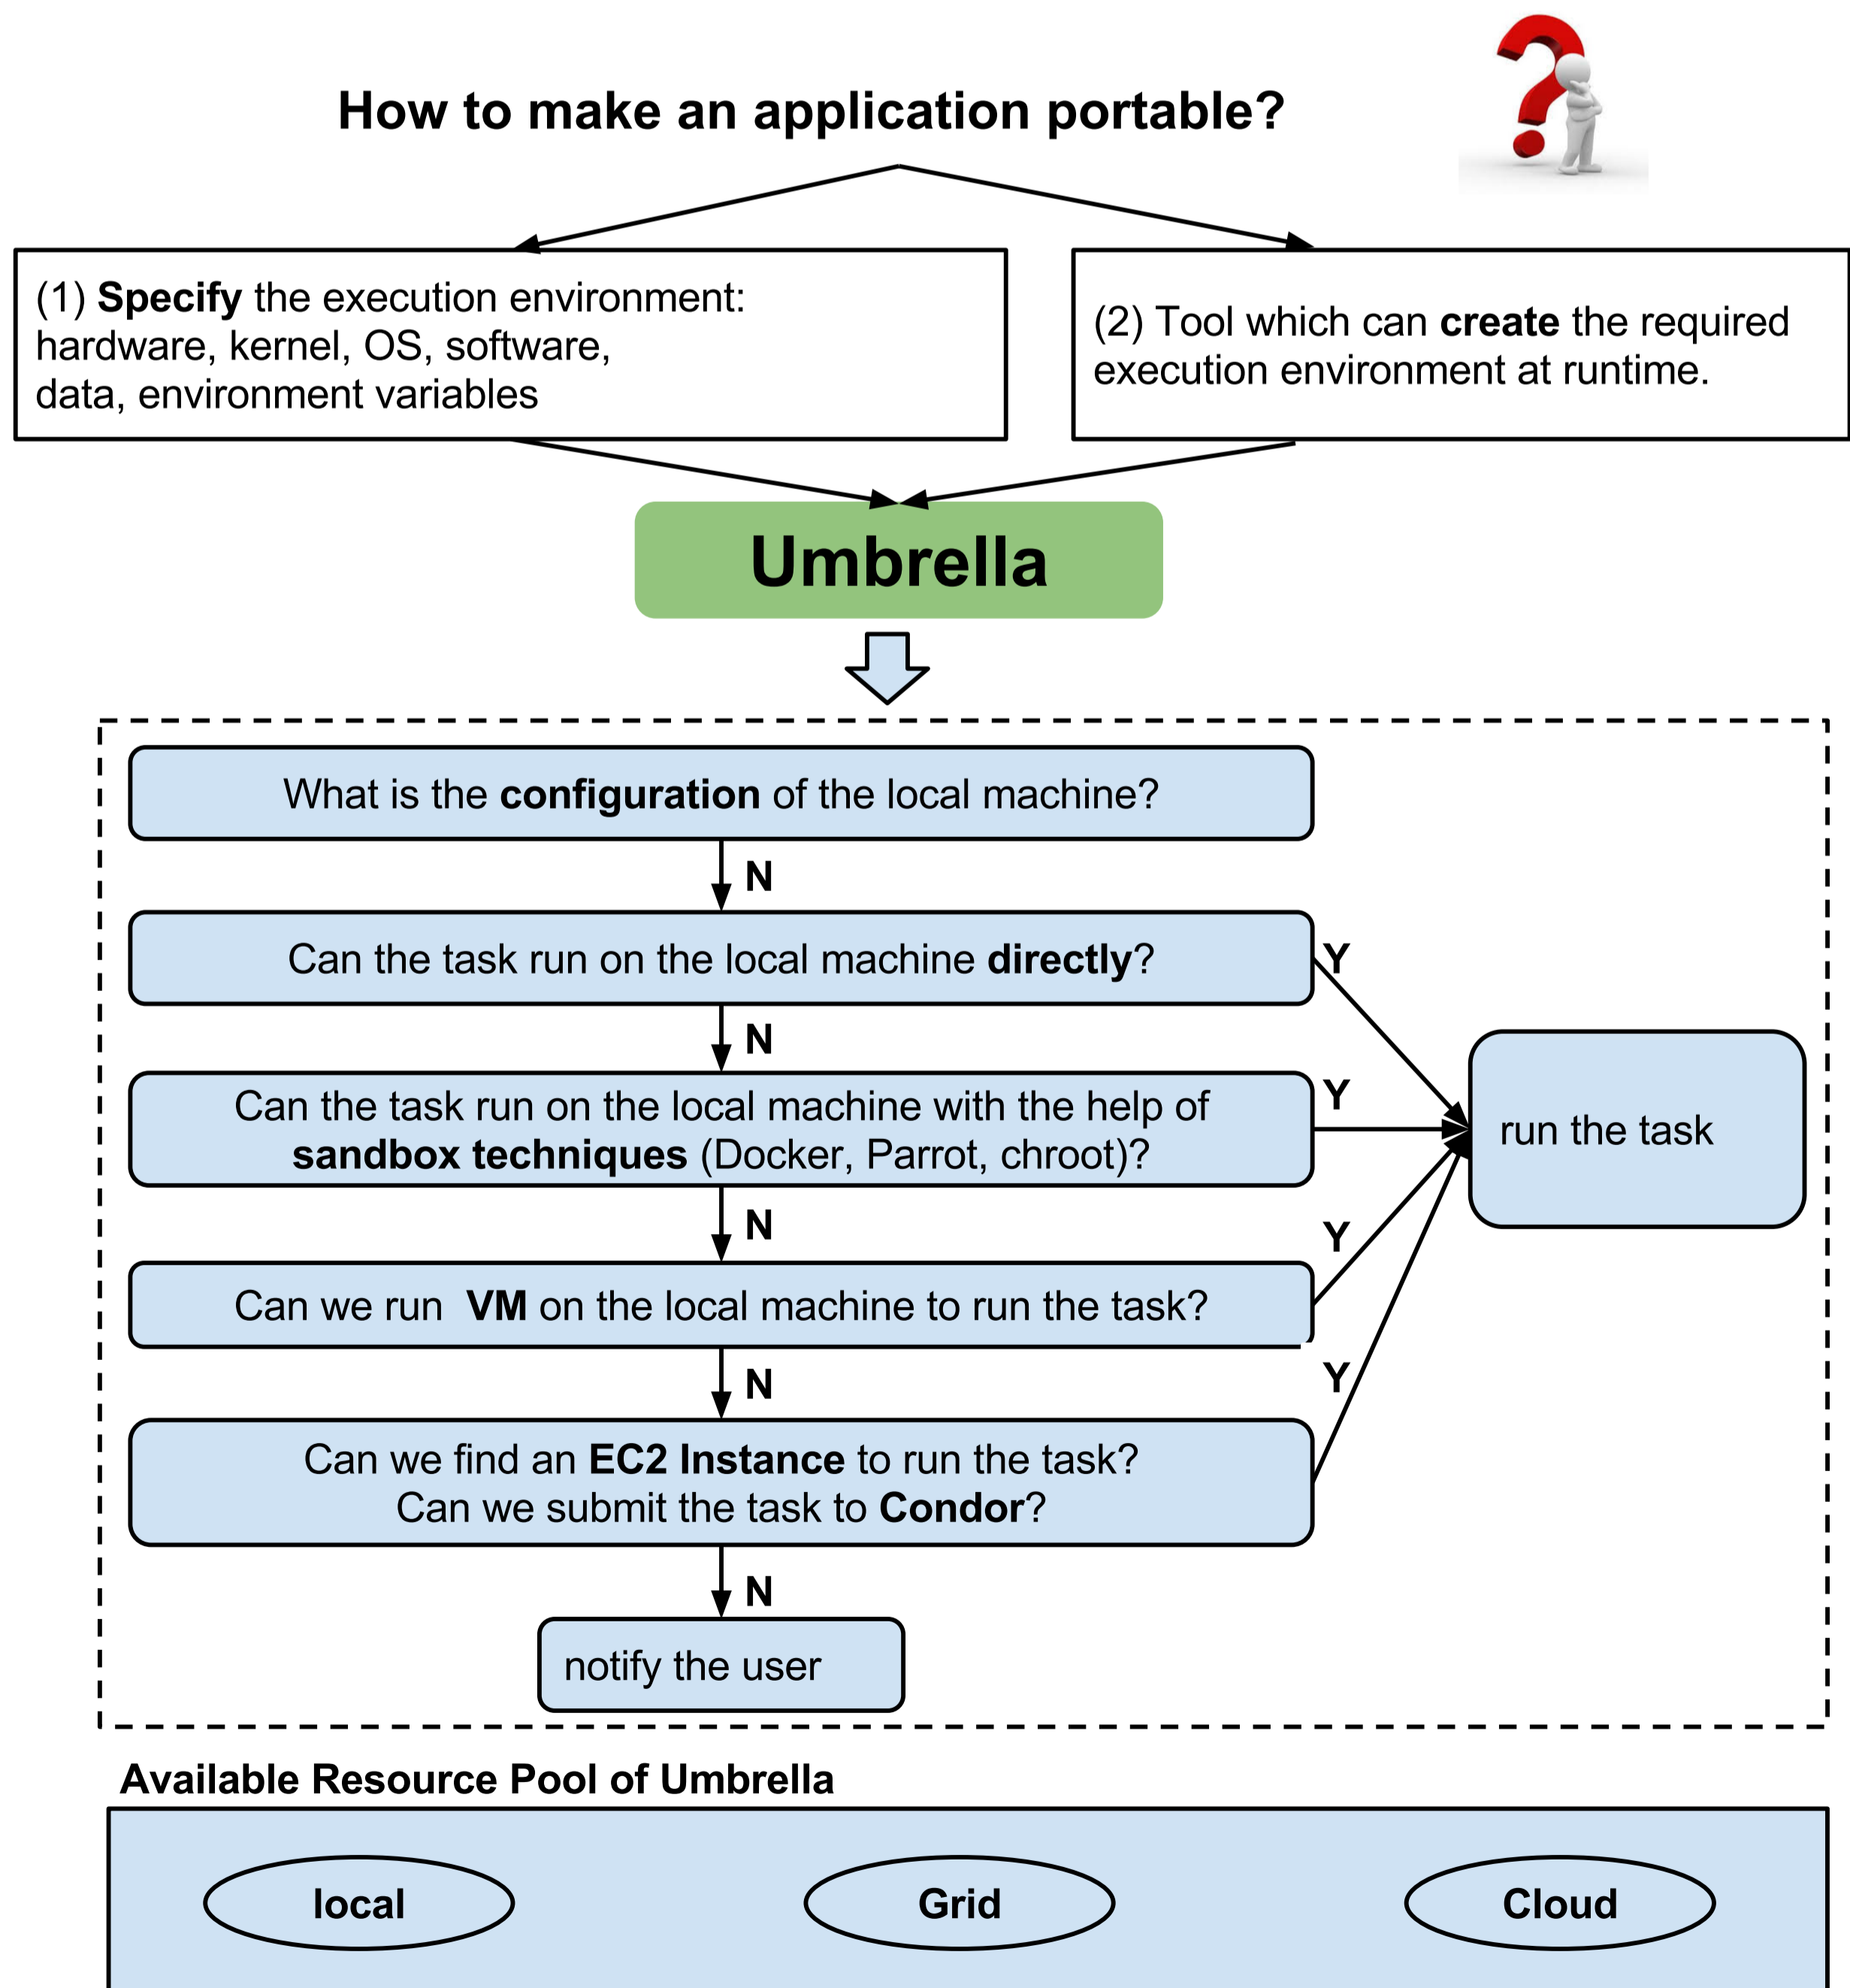 How to make an application portable?
(1) Specify the execution environment:
hardware, kernel, OS, software,
data, environment variables
(2) Tool which can create the required
execution environment at runtime.
Umbrella
What is the configuration of the local machine?
N
Can the task run on the local machine directly?
Y
N
Can the task run on the local machine with the help of
sandbox techniques (Docker, Parrot, chroot)?
Y
run the task
N
Can we run VM on the local machine to run the task?
Y
N
Can we find an EC2 Instance to run the task?
Can we submit the task to Condor?
Y
N
notify the user
Available Resource Pool of Umbrella
local
Grid
Cloud